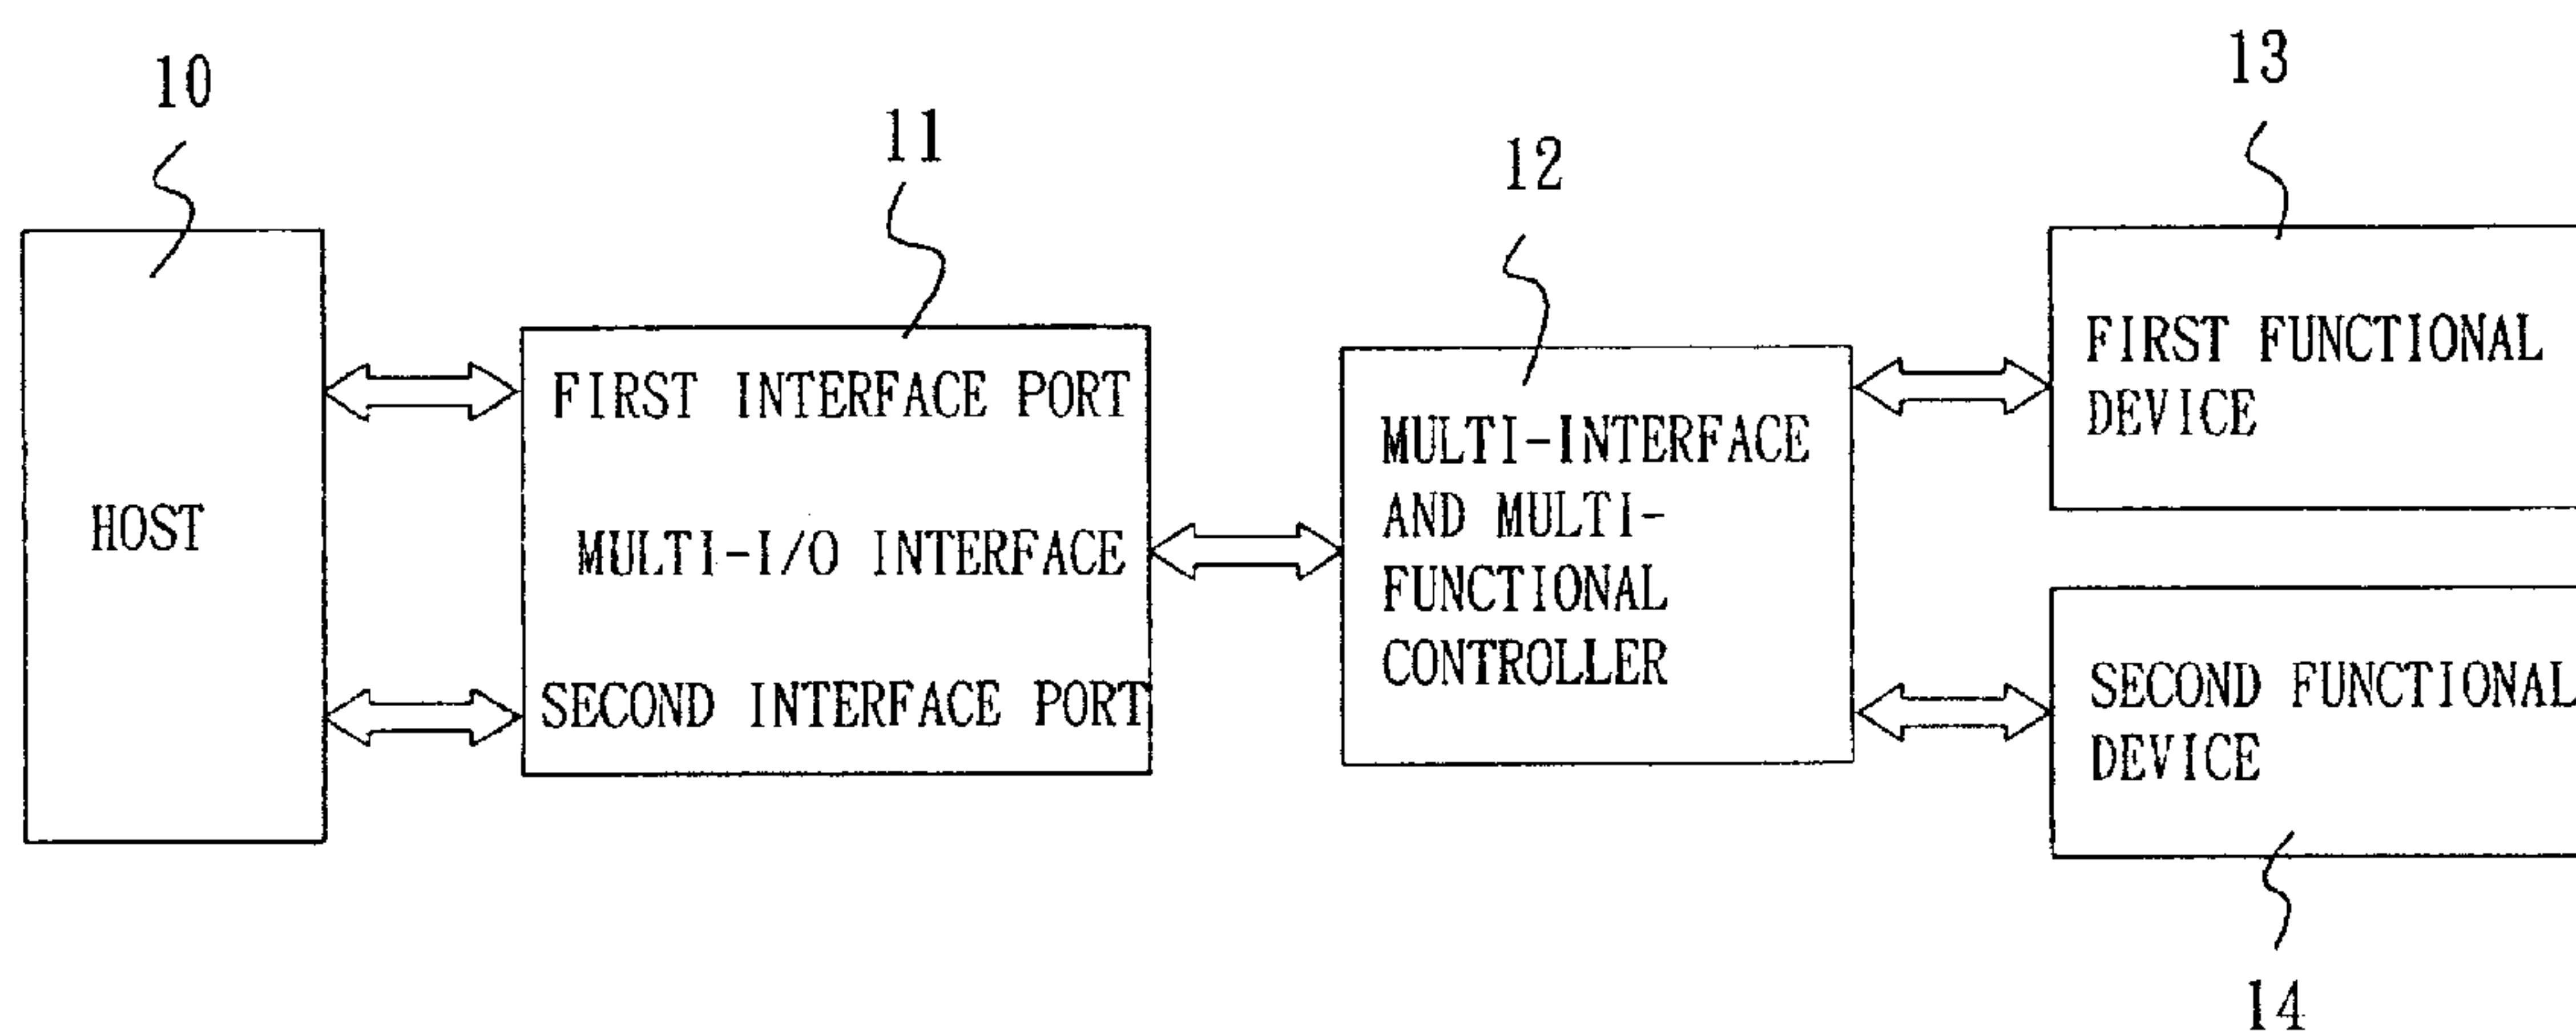 10
11
12
13
HOST
FIRST INTERFACE PORT
MULTI-I/O INTERFACE
SECOND INTERFACE PORT
MULTI-INTERFACE
AND MULTI-
FUNCTIONAL
CONTROLLER
FIRST FUNCTIONAL
DEVICE
SECOND FUNCTIONAL
DEVICE
14